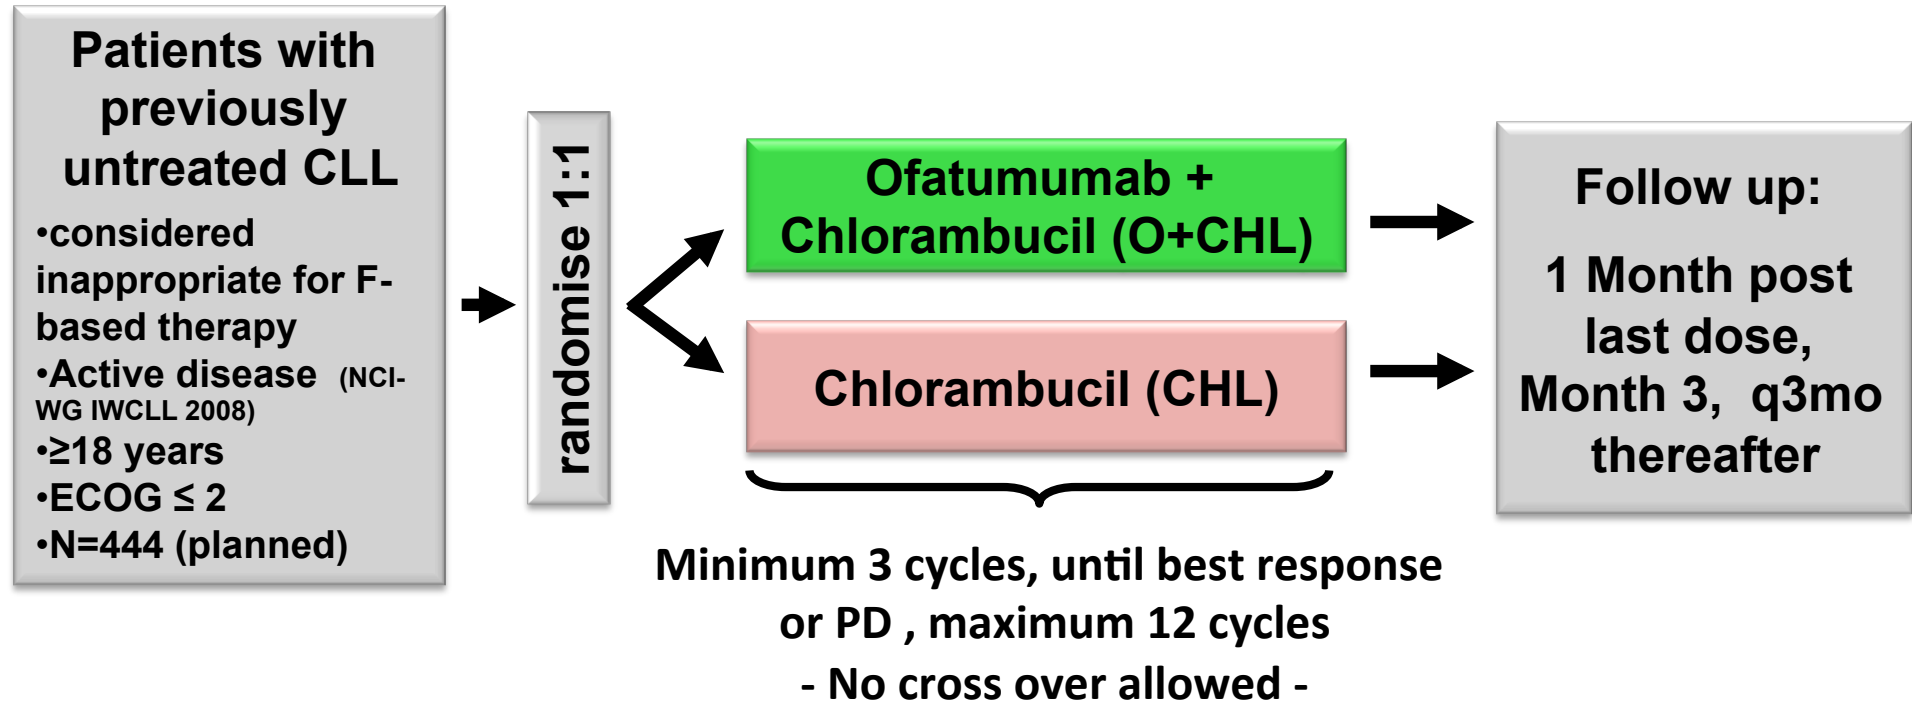 Patients with
previously
untreated CLL
•considered
inappropriate for F-
based therapy
•Active disease (NCI-
WG IWCLL 2008)
•≥18 years
•ECOG ≤ 2
•N=444 (planned)
randomise 1:1
Ofatumumab +
Chlorambucil (O+CHL)
Chlorambucil (CHL)
Minimum 3 cycles, until best response
or PD , maximum 12 cycles
- No cross over allowed -
Follow up:
1 Month post
last dose,
Month 3, q3mo
thereafter